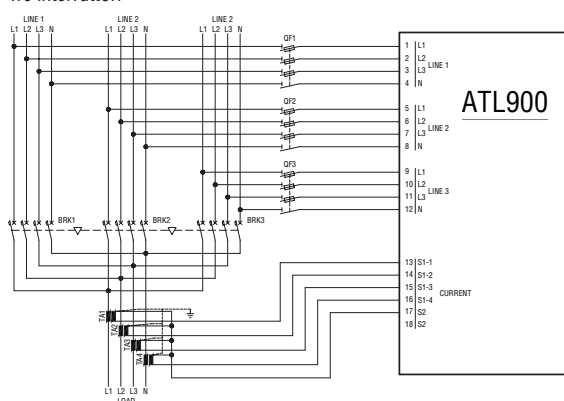 LINE 1 LINE 2 LINE 2
L1 L2 L3 N L1 L2 L3 N L1 L2 L3 N
QF1
1 L1
2 L2
3 L3
4 N
LINE 1
ATL900
QF2
5 L1
6 L2
7 L3
8 N
LINE 2
QF3
9 L1
10 L2
11 L3
12 N
LINE 3
BRK1 BRK2 BRK3
13 S1-1
14 S1-2
15 S1-3
16 S1-4
17 S2
18 S2
CURRENT
TA1
TA2
TA3
TA4
L1 L2 L3 N
LOAD